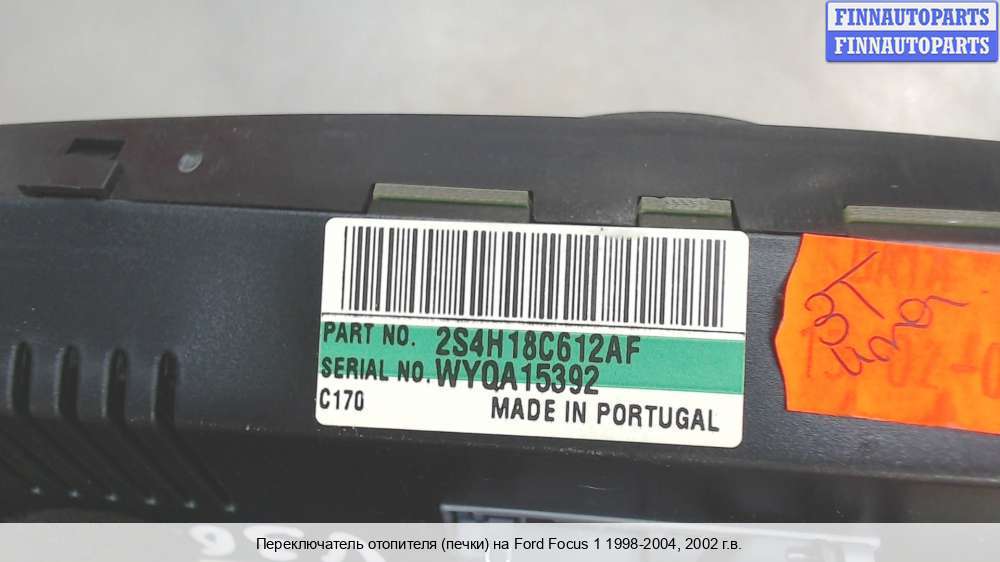 FINNAUTOPARTS
FINNAUTOPARTS
PART NO. 2S4H18C612AF
SERIAL NO. WYQA15392
C170 MADE IN PORTUGAL
Переключатель отопителя (печки) на Ford Focus 1 1998-2004, 2002 г.в.